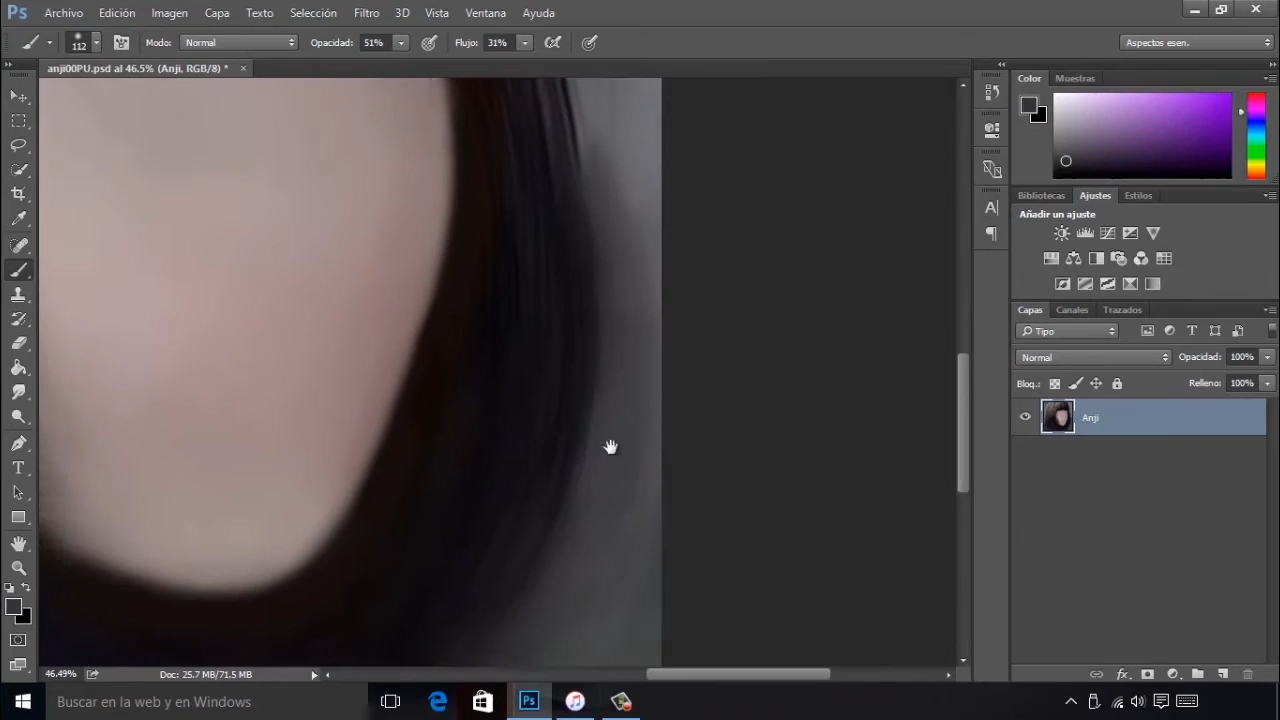 Ps Archivo Edición Imagen Capa Texto Selección Filtro 3D Vista Ventana Ayuda
112 Modo: Normal Opacidad: 51% Flujo: 31% Aspectos esen.
anji00PU.psd al 46.5% (Anji, RGB/8) * ×
Color Muestras
Bibliotecas Ajustes Estilos
Añadir un ajuste
Capas Canales Trazados
Tipo
Normal Opacidad: 100%
Bloq.: Relleno: 100%
Anji
46.49% Doc: 25.7 MB/71.5 MB
Buscar en la web y en Windows Ps